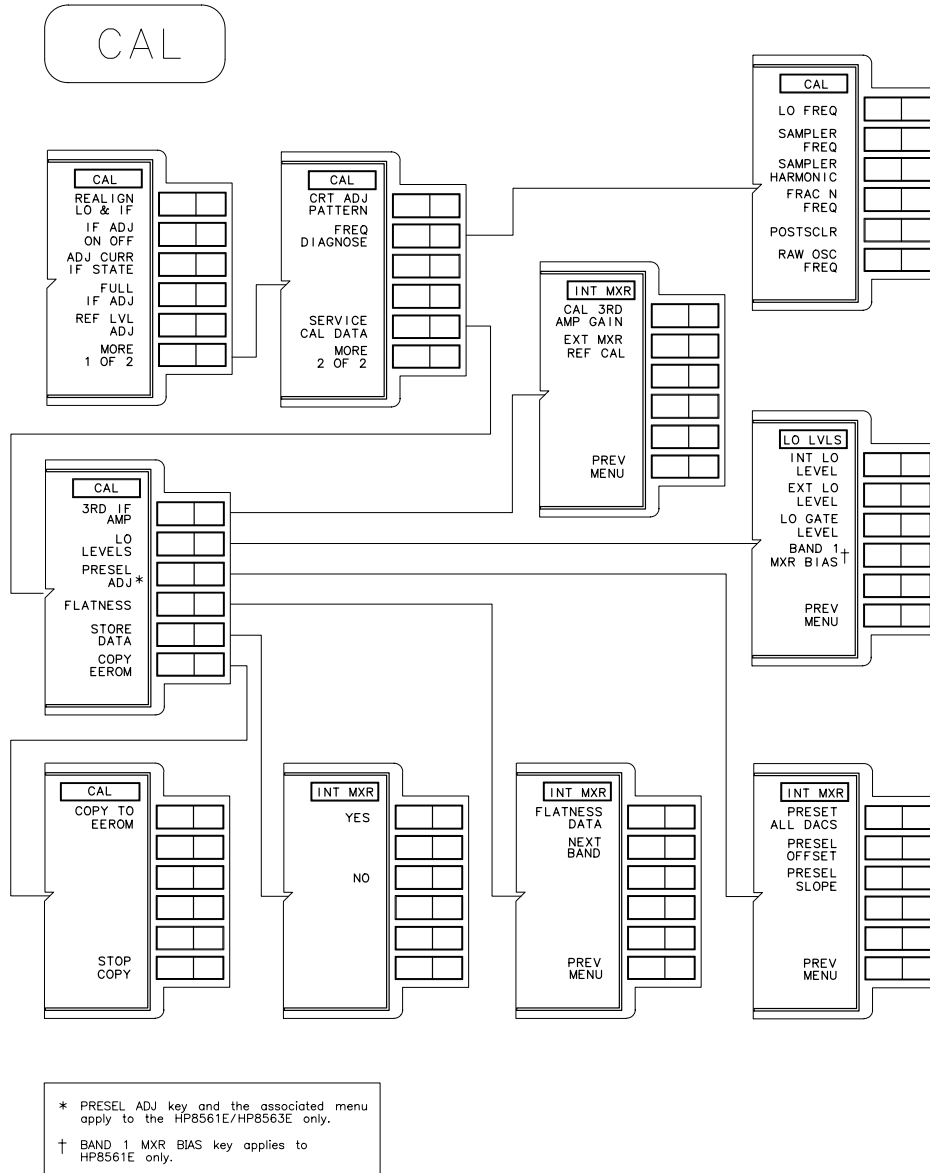 CAL
CAL
REALIGN
LO & IF
IF ADJ
ON OFF
ADJ CURR
IF STATE
FULL
IF ADJ
REF LVL
ADJ
MORE
1 OF 2
CAL
CRT ADJ
PATTERN
FREQ
DIAGNOSE
SERVICE
CAL DATA
MORE
2 OF 2
CAL
LO FREQ
SAMPLER
FREQ
SAMPLER
HARMONIC
FRAC N
FREQ
POSTSCLR
RAW OSC
FREQ
INT MXR
CAL 3RD
AMP GAIN
EXT MXR
REF CAL
PREV
MENU
CAL
3RD IF
AMP
LO
LEVELS
PRESEL
ADJ*
FLATNESS
STORE
DATA
COPY
EEROM
LO LVLS
INT LO
LEVEL
EXT LO
LEVEL
LO GATE
LEVEL
BAND 1
MXR BIAS†
PREV
MENU
CAL
COPY TO
EEROM
STOP
COPY
INT MXR
YES
NO
INT MXR
FLATNESS
DATA
NEXT
BAND
PREV
MENU
INT MXR
PRESET
ALL DACS
PRESEL
OFFSET
PRESEL
SLOPE
PREV
MENU
* PRESEL ADJ key and the associated menu
apply to the HP8561E/HP8563E only.
† BAND 1 MXR BIAS key applies to
HP8561E only.